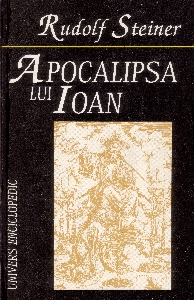 Rudolf Steiner
APOCALIPSA
LUI IOAN
UNIVERS ENCICLOPEDIC